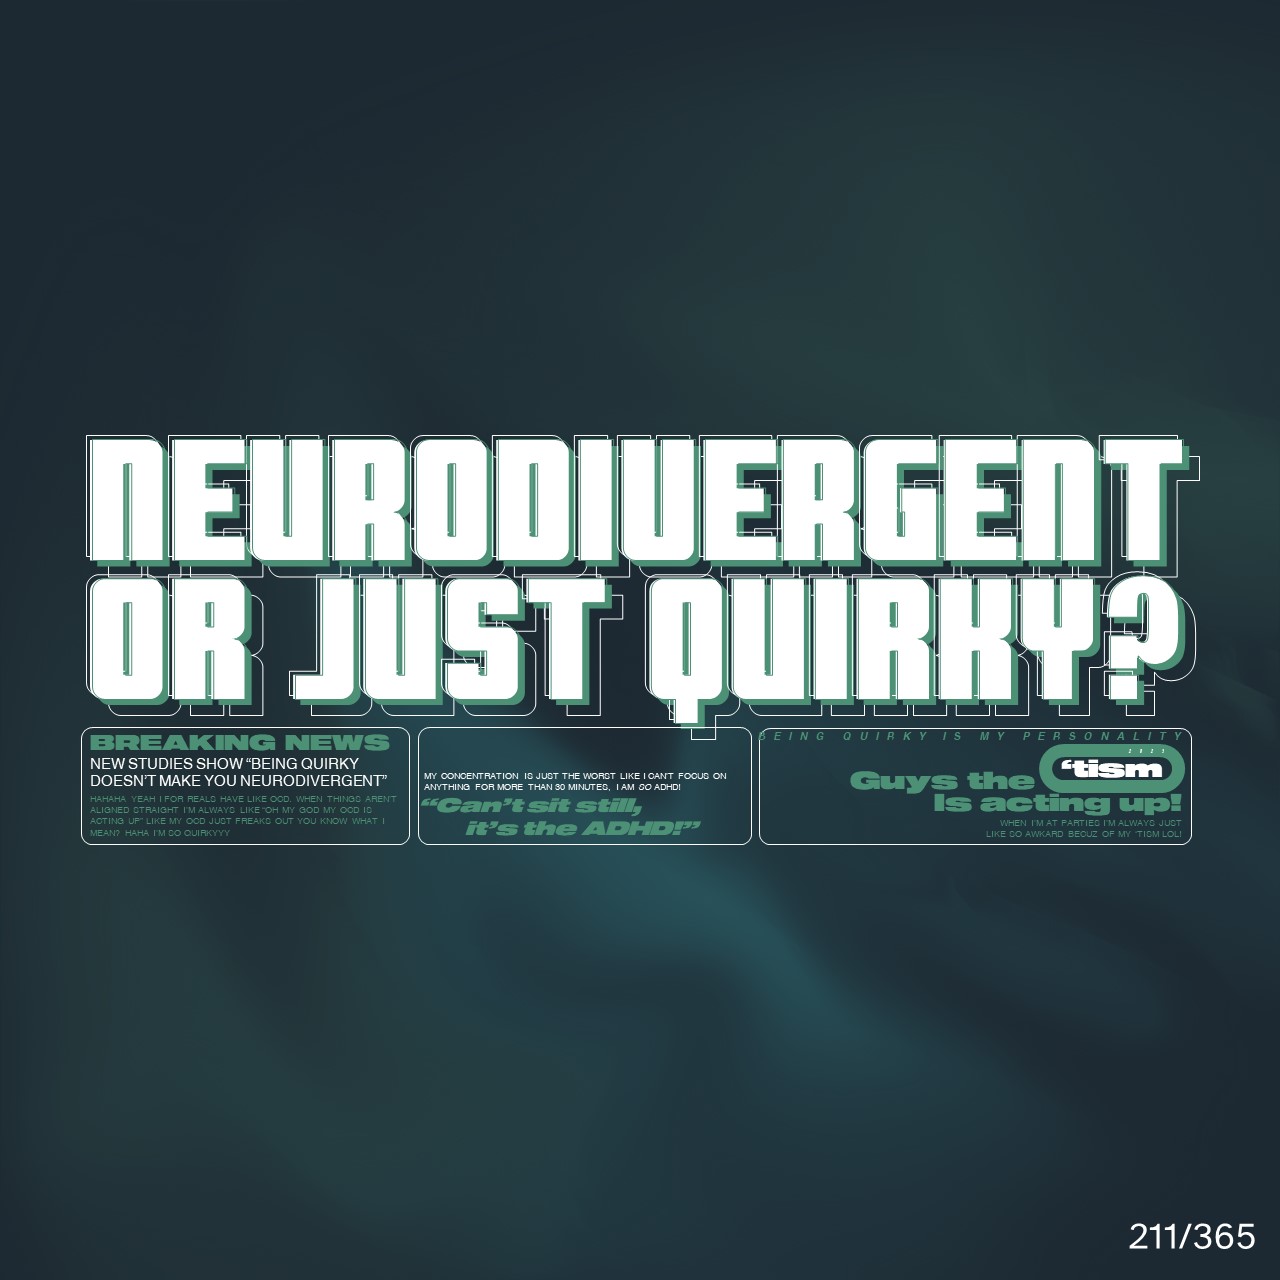 NEURODIVERGENT
OR JUST QUIRKY?
BREAKING NEWS
NEW STUDIES SHOW “BEING QUIRKY
DOESN’T MAKE YOU NEURODIVERGENT”
HAHAHA YEAH I FOR REALS HAVE LIKE OCD. WHEN THINGS AREN’T
ALIGNED STRAIGHT I’M ALWAYS LIKE “OH MY GOD MY OCD IS
ACTING UP” LIKE MY OCD JUST FREAKS OUT YOU KNOW WHAT I
MEAN? HAHA I’M SO QUIRKYYY
MY CONCENTRATION IS JUST THE WORST LIKE I CAN’T FOCUS ON
ANYTHING FOR MORE THAN 30 MINUTES, I AM SO ADHD!
“Can’t sit still,
it’s the ADHD!”
BEING QUIRKY IS MY PERSONALITY
2023
Guys the ‘tism
Is acting up!
WHEN I’M AT PARTIES I’M ALWAYS JUST
LIKE SO AWKARD BECUZ OF MY ‘TISM LOL!
211/365